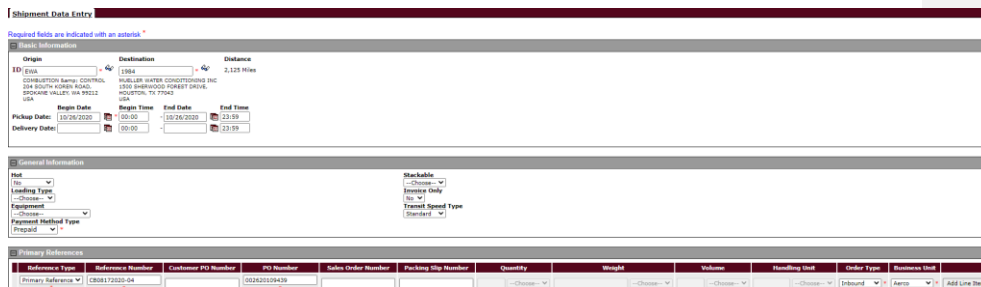 Shipment Data Entry
Required fields are indicated with an asterisk *
Basic Information
Origin Destination Distance
ID EWA * 1984 * 2,125 Miles
COMBUSTION &amp; CONTROL MUELLER WATER CONDITIONING INC
204 SOUTH KOREN ROAD, 1500 SHERWOOD FOREST DRIVE,
SPOKANE VALLEY, WA 99212 HOUSTON, TX 77043
USA USA
Begin Date Begin Time End Date End Time
Pickup Date: 10/26/2020 * 00:00 - 10/26/2020 23:59
Delivery Date: 00:00 - 23:59
General Information
Hot Stackable
No --Choose--
Loading Type Invoice Only
--Choose-- No
Equipment Transit Speed Type
--Choose-- Standard
Payment Method Type
Prepaid *
Primary References
Reference Type Reference Number Customer PO Number PO Number Sales Order Number Packing Slip Number Quantity Weight Volume Handling Unit Order Type Business Unit
Primary Reference CB08172020-04 002620109439 --Choose-- --Choose-- --Choose-- --Choose-- Inbound * Aerco * Add Line Ite
* *